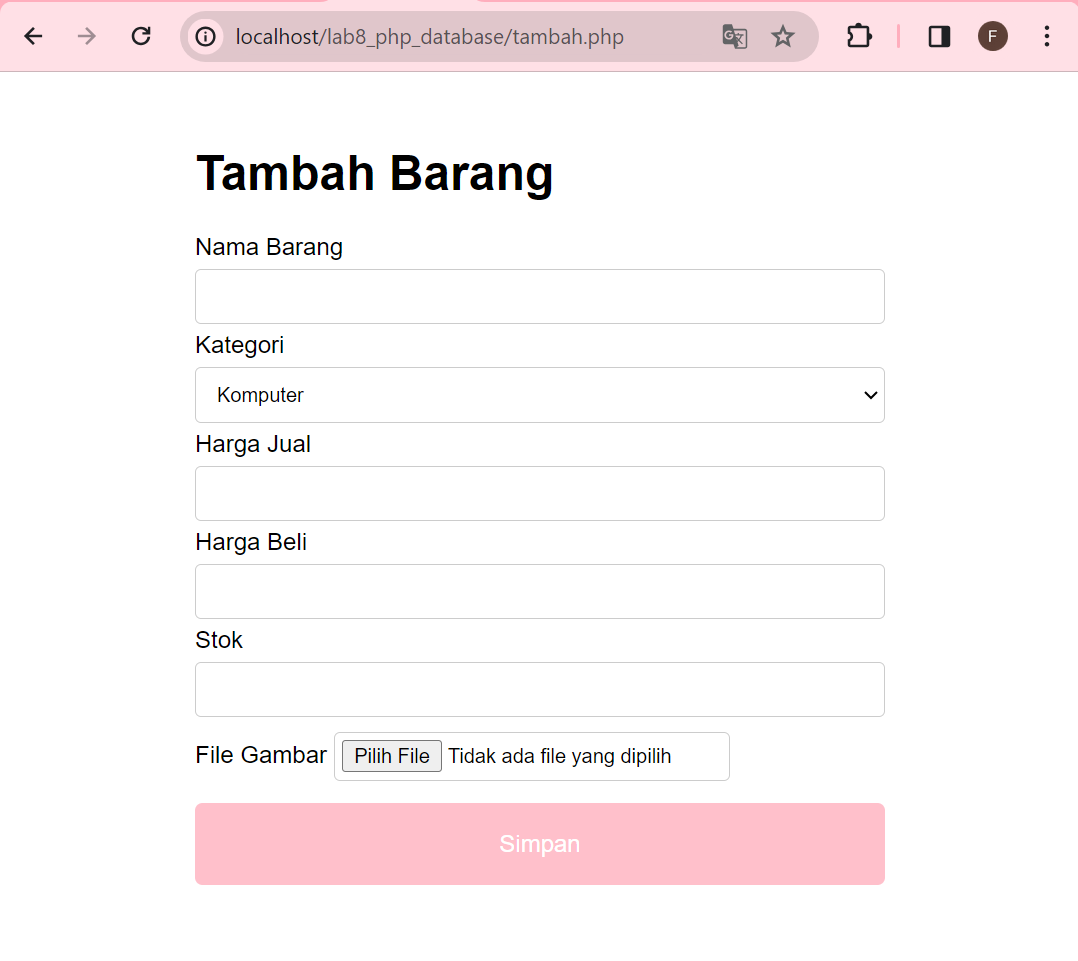 localhost/lab8_php_database/tambah.php
F
Tambah Barang
Nama Barang
Kategori
Komputer
Harga Jual
Harga Beli
Stok
File Gambar Pilih File Tidak ada file yang dipilih
Simpan